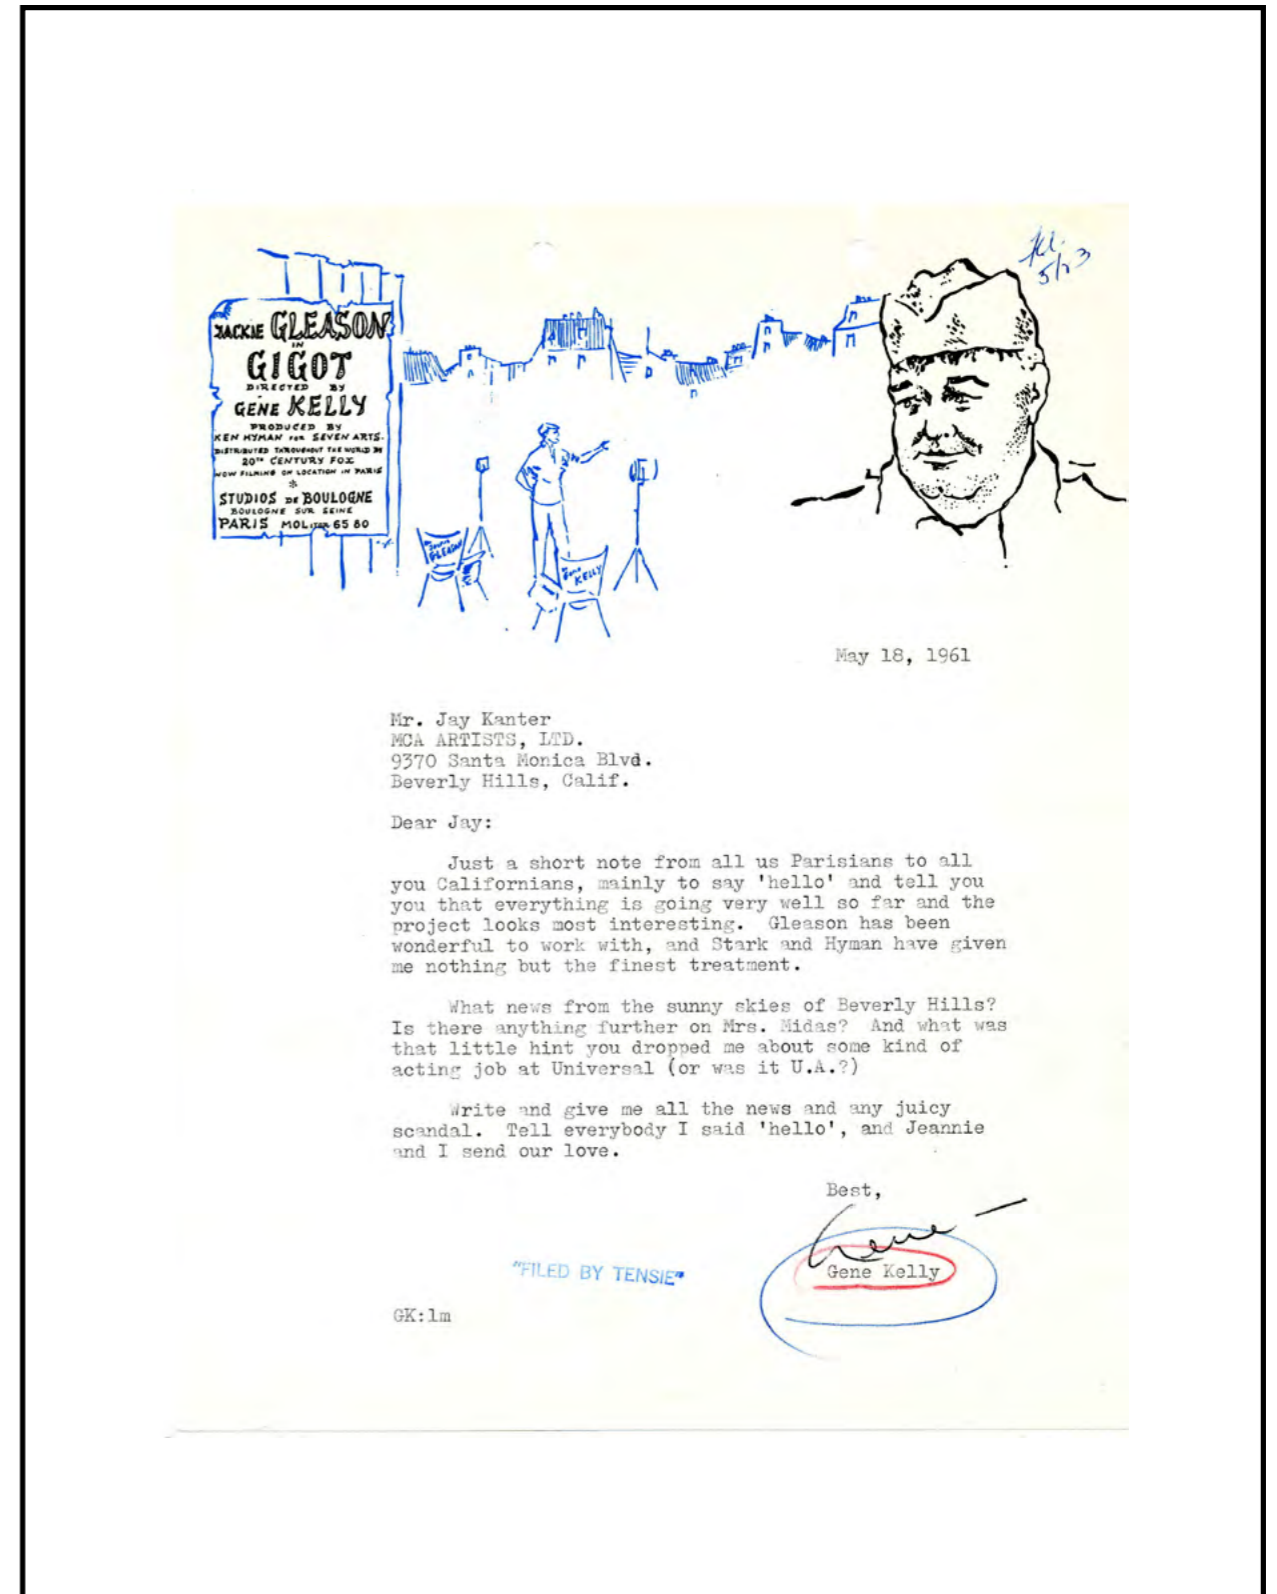 JACKIE GLEASON
IN
GIGOT
DIRECTED BY
GENE KELLY
PRODUCED BY
KEN HYMAN FOR SEVEN ARTS.
DISTRIBUTED THROUGHOUT THE WORLD BY
20TH CENTURY FOX
NOW FILMING ON LOCATION IN PARIS
*
STUDIOS DE BOULOGNE
BOULOGNE SUR SEINE
PARIS MOLITOR 65 80
GLEASON
GENE
KELLY
5/23
May 18, 1961
Mr. Jay Kanter
MCA ARTISTS, LTD.
9370 Santa Monica Blvd.
Beverly Hills, Calif.
Dear Jay:
Just a short note from all us Parisians to all
you Californians, mainly to say 'hello' and tell you
you that everything is going very well so far and the
project looks most interesting. Gleason has been
wonderful to work with, and Stark and Hyman have given
me nothing but the finest treatment.
What news from the sunny skies of Beverly Hills?
Is there anything further on Mrs. Midas? And what was
that little hint you dropped me about some kind of
acting job at Universal (or was it U.A.?)
Write and give me all the news and any juicy
scandal. Tell everybody I said 'hello', and Jeannie
and I send our love.
Best,
Gene
Gene Kelly
"FILED BY TENSIE"
GK:lm